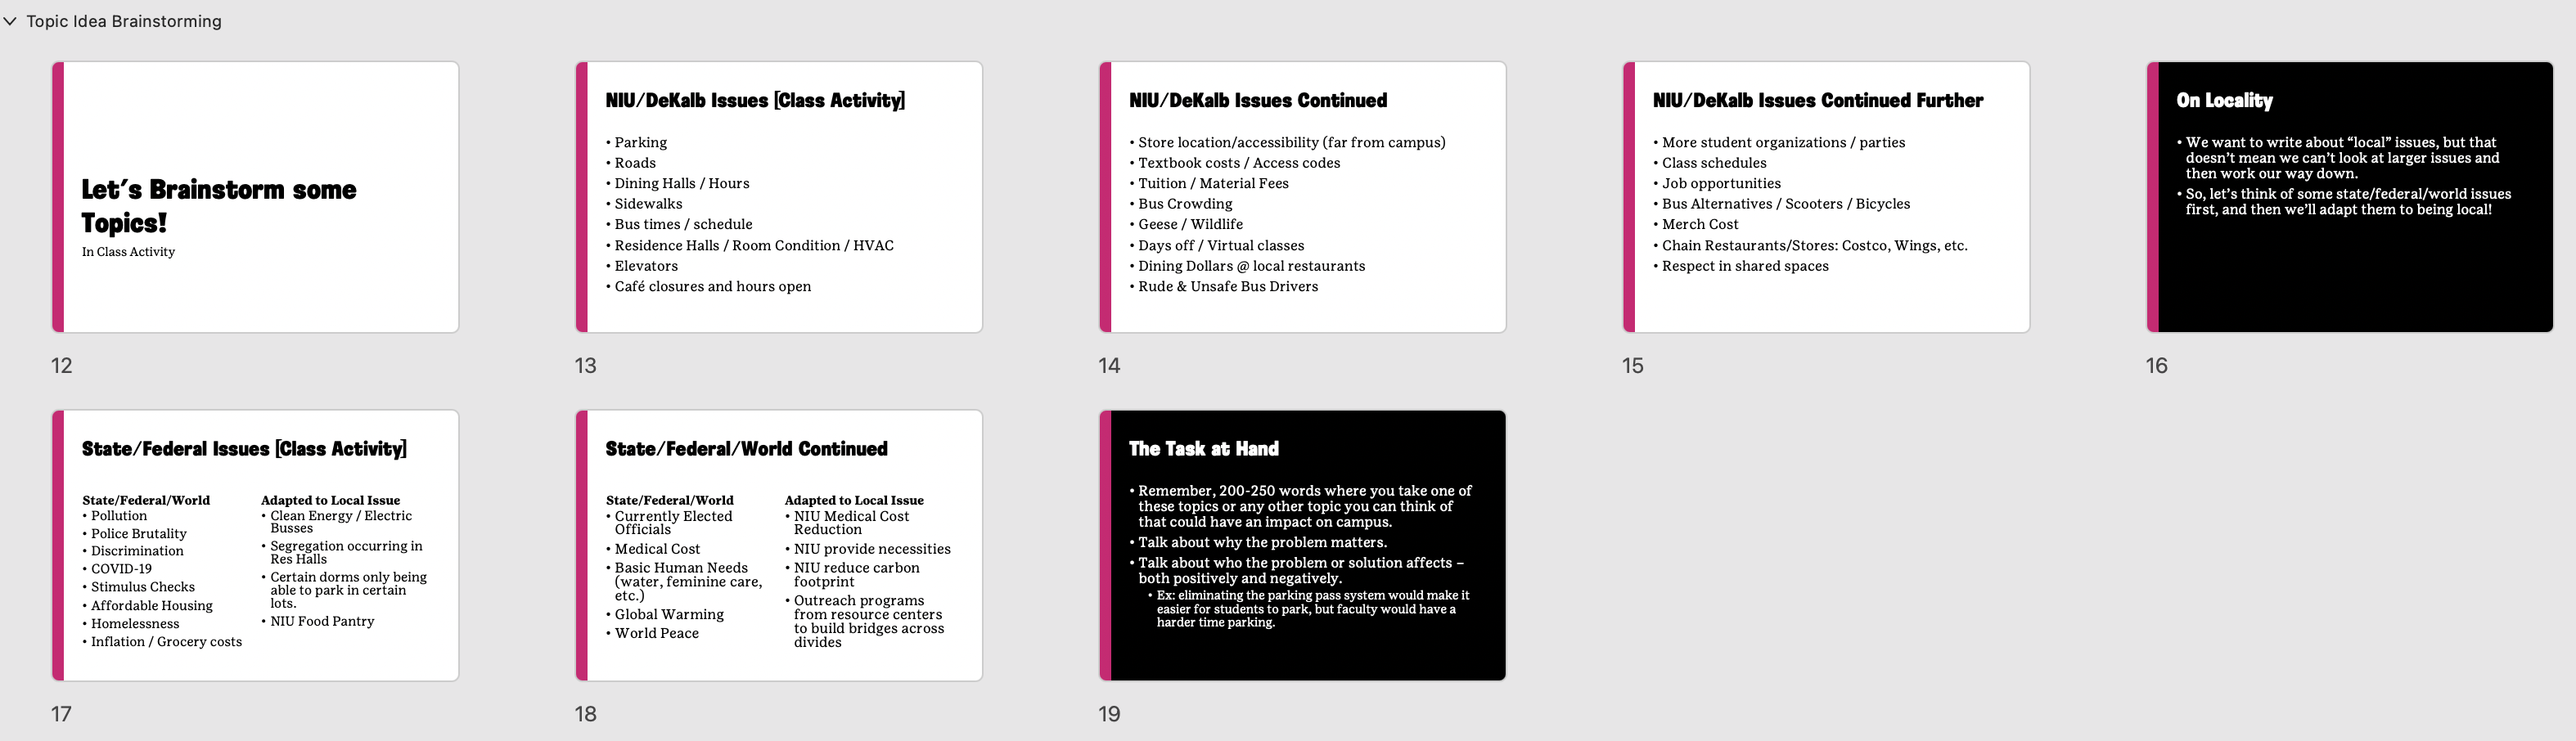 Topic Idea Brainstorming
Let's Brainstorm some
Topics!
In Class Activity
12
NIU/DeKalb Issues [Class Activity]
• Parking
• Roads
• Dining Halls / Hours
• Sidewalks
• Bus times / schedule
• Residence Halls / Room Condition / HVAC
• Elevators
• Café closures and hours open
13
NIU/DeKalb Issues Continued
• Store location/accessibility (far from campus)
• Textbook costs / Access codes
• Tuition / Material Fees
• Bus Crowding
• Geese / Wildlife
• Days off / Virtual classes
• Dining Dollars @ local restaurants
• Rude & Unsafe Bus Drivers
14
NIU/DeKalb Issues Continued Further
• More student organizations / parties
• Class schedules
• Job opportunities
• Bus Alternatives / Scooters / Bicycles
• Merch Cost
• Chain Restaurants/Stores: Costco, Wings, etc.
• Respect in shared spaces
15
On Locality
• We want to write about “local” issues, but that
doesn’t mean we can’t look at larger issues and
then work our way down.
• So, let’s think of some state/federal/world issues
first, and then we’ll adapt them to being local!
16
State/Federal Issues [Class Activity]
State/Federal/World
• Pollution
• Police Brutality
• Discrimination
• COVID-19
• Stimulus Checks
• Affordable Housing
• Homelessness
• Inflation / Grocery costs
Adapted to Local Issue
• Clean Energy / Electric
Busses
• Segregation occurring in
Res Halls
• Certain dorms only being
able to park in certain
lots.
• NIU Food Pantry
17
State/Federal/World Continued
State/Federal/World
• Currently Elected
Officials
• Medical Cost
• Basic Human Needs
(water, feminine care,
etc.)
• Global Warming
• World Peace
Adapted to Local Issue
• NIU Medical Cost
Reduction
• NIU provide necessities
• NIU reduce carbon
footprint
• Outreach programs
from resource centers
to build bridges across
divides
18
The Task at Hand
• Remember, 200-250 words where you take one of
these topics or any other topic you can think of
that could have an impact on campus.
• Talk about why the problem matters.
• Talk about who the problem or solution affects –
both positively and negatively.
• Ex: eliminating the parking pass system would make it
easier for students to park, but faculty would have a
harder time parking.
19